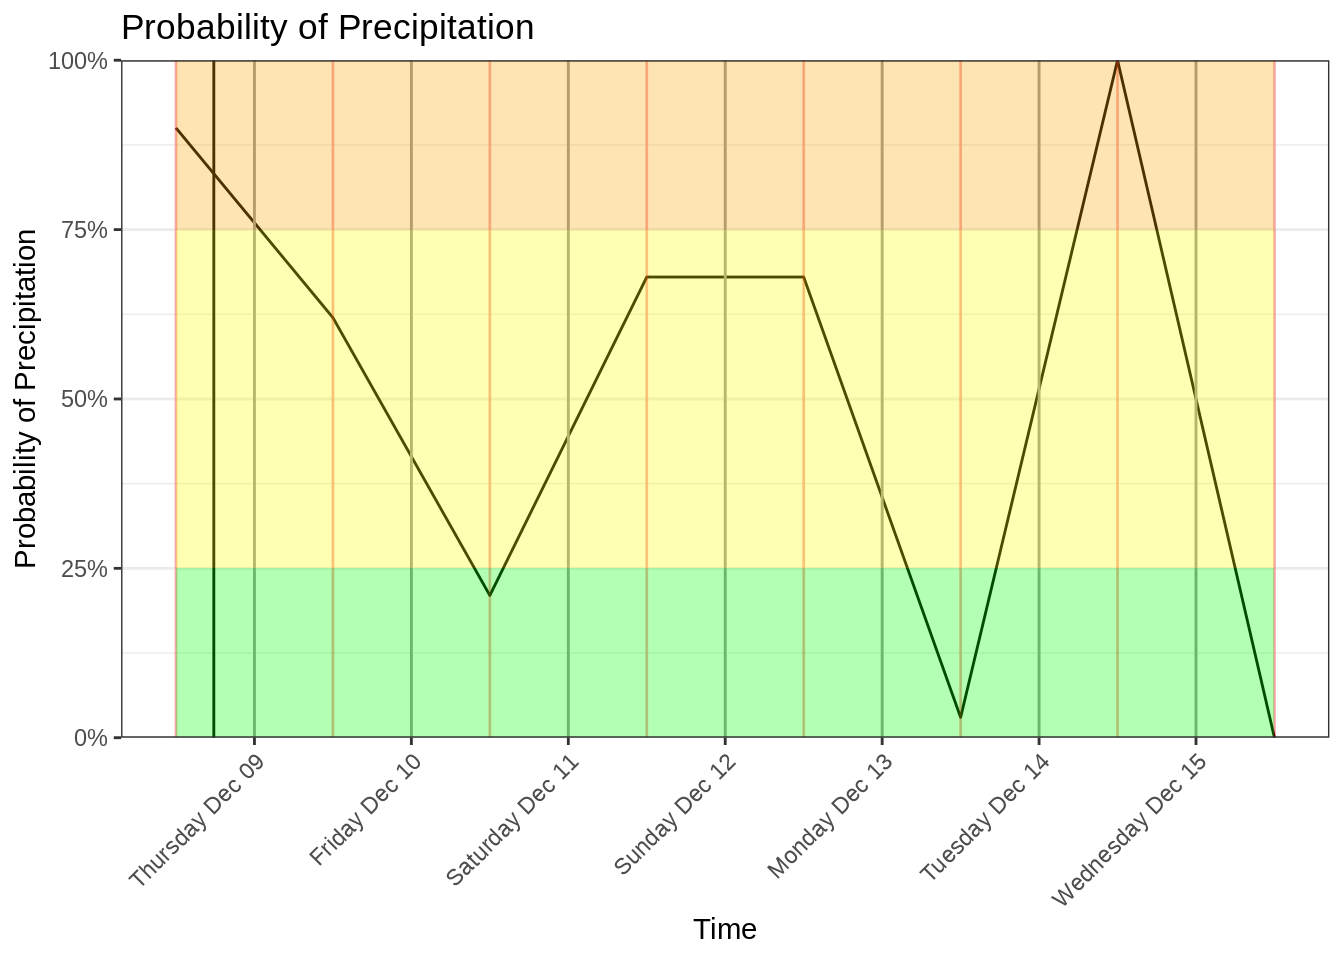 Probability of Precipitation
Probability of Precipitation
100%
75%
50%
25%
0%
Thursday Dec 09
Friday Dec 10
Saturday Dec 11
Sunday Dec 12
Monday Dec 13
Tuesday Dec 14
Wednesday Dec 15
Time